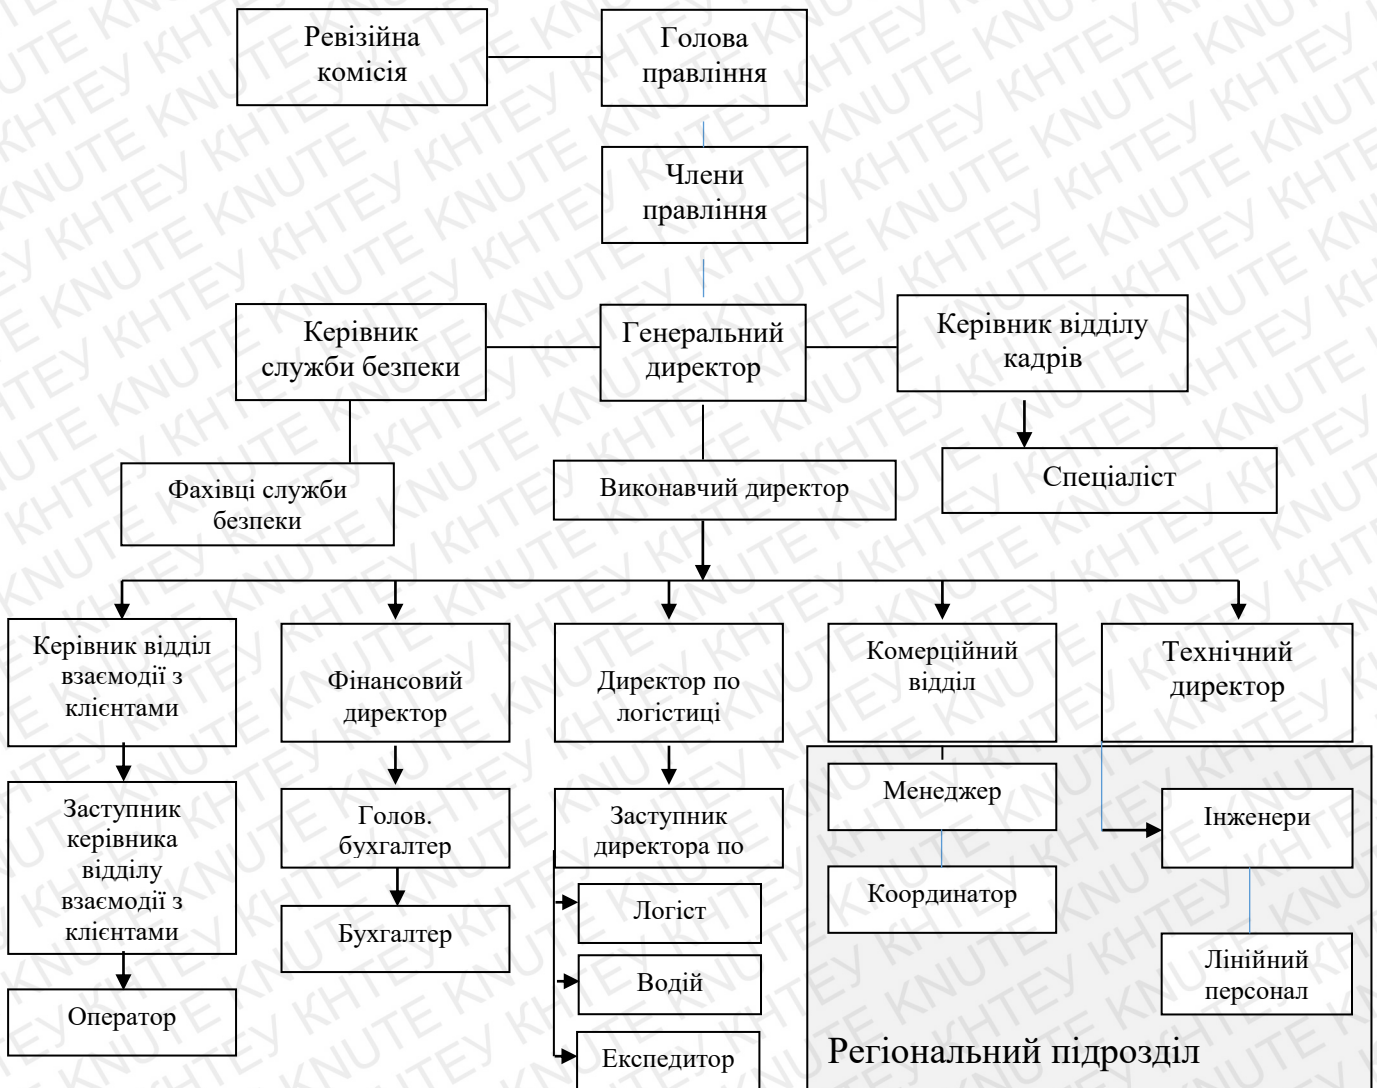 Ревізійна
комісія
Голова
правління
Члени
правління
Керівник
служби безпеки
Генеральний
директор
Керівник відділу
кадрів
Фахівці служби
безпеки
Виконавчий директор
Спеціаліст
Керівник відділ
взаємодії з
клієнтами
Фінансовий
директор
Директор по
логістиці
Комерційний
відділ
Технічний
директор
Заступник
керівника
відділу
взаємодії з
клієнтами
Голов.
бухгалтер
Заступник
директора по
Менеджер
Інженери
Бухгалтер
Логіст
Координатор
Оператор
Водій
Лінійний
персонал
Експедитор
Регіональний підрозділ
KNUTE КНТЕУ